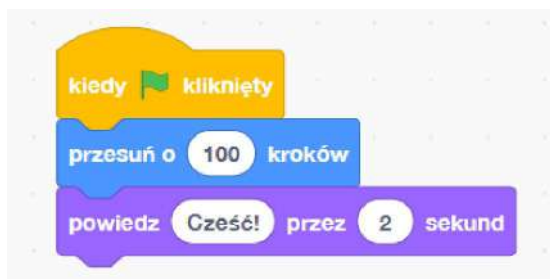 kiedy kliknięty
przesuń o 100 kroków
powiedz Cześć! przez 2 sekund